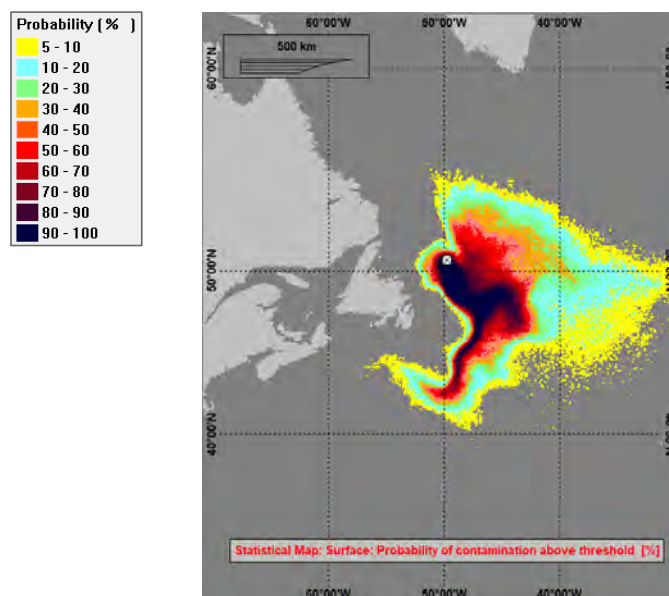 Probability ( % )
5 - 10
10 - 20
20 - 30
30 - 40
40 - 50
50 - 60
60 - 70
70 - 80
80 - 90
90 - 100
60°00'W 50°00'W 40°00'W
500 km
60°00'N
50°00'N
40°00'N
Statistical Map: Surface: Probability of contamination above threshold [%]
60°00'W 50°00'W 40°00'W